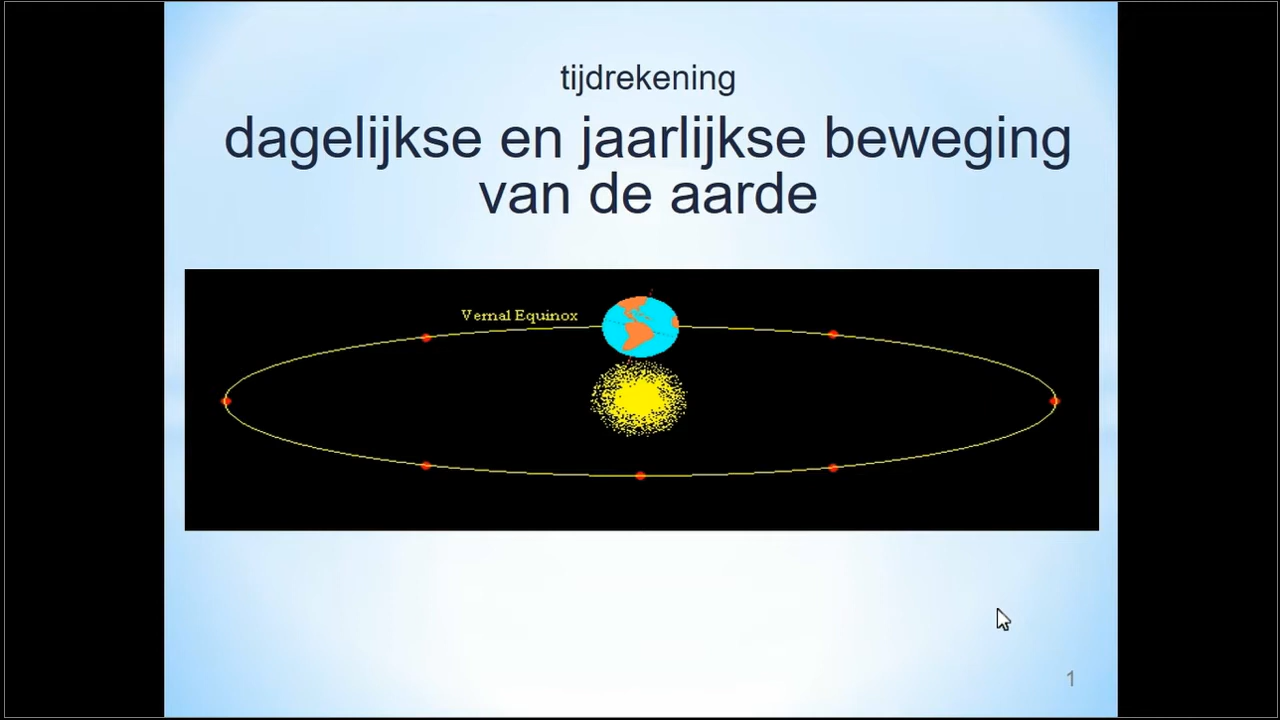 tijdrekening
dagelijkse en jaarlijkse beweging
van de aarde
Vernal Equinox
1